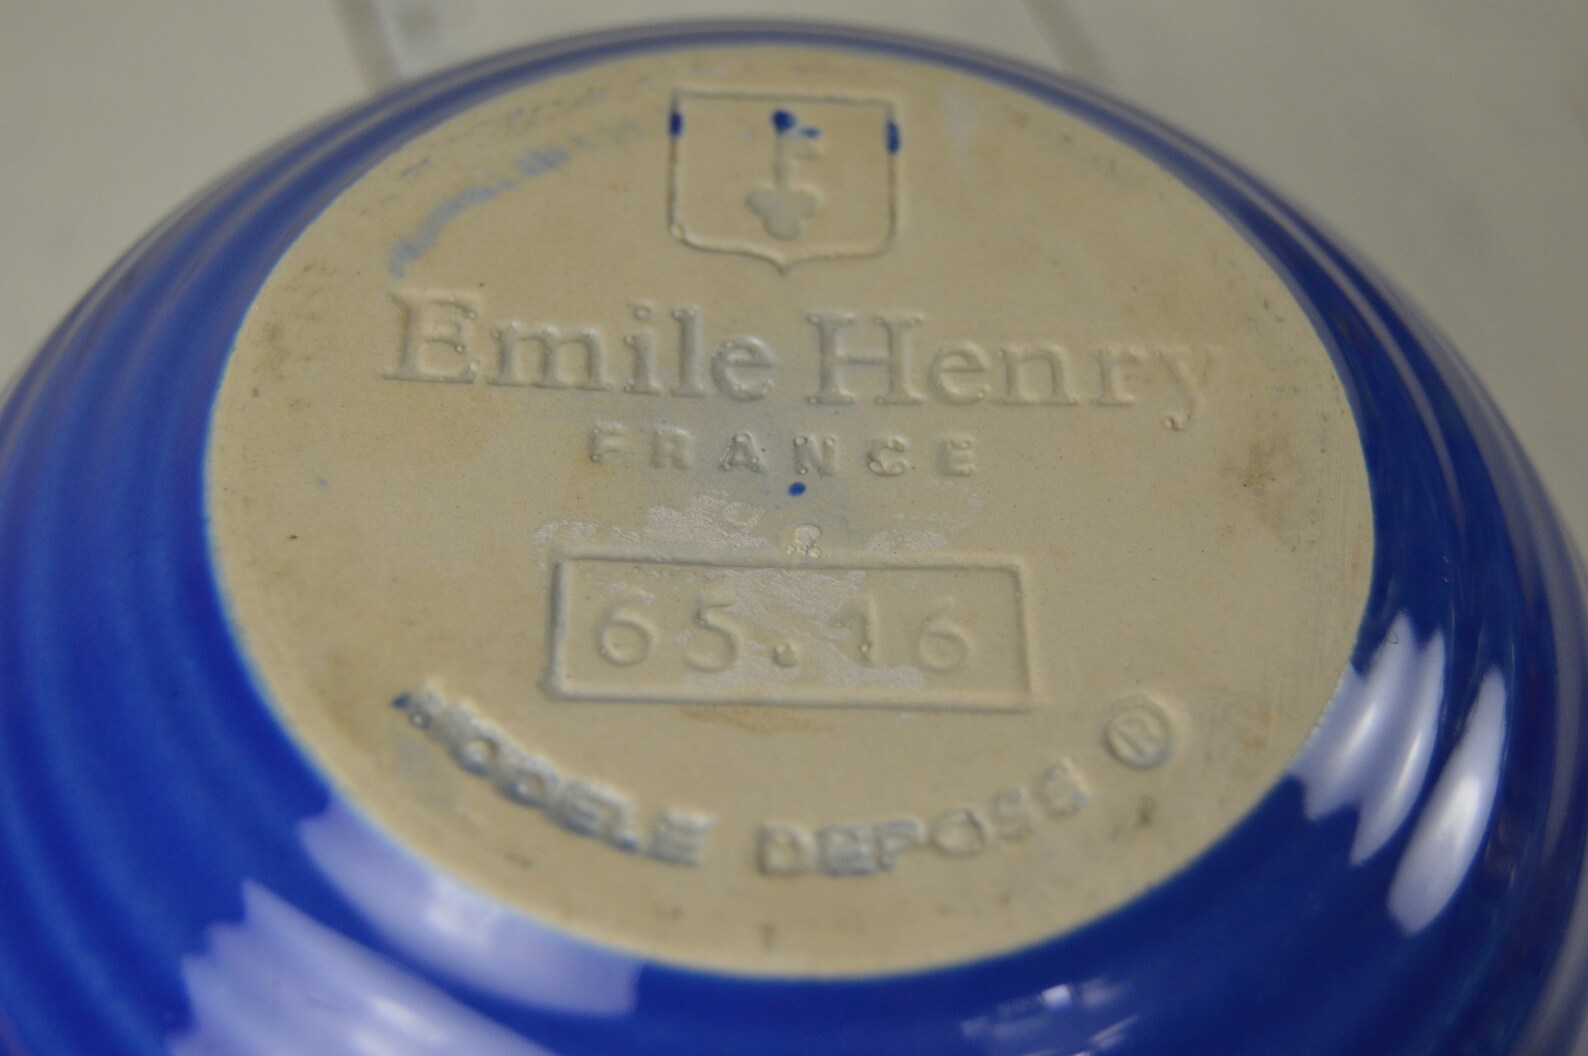 Emile Henry
FRANCE
65.16
MODELE DEPOSE ®